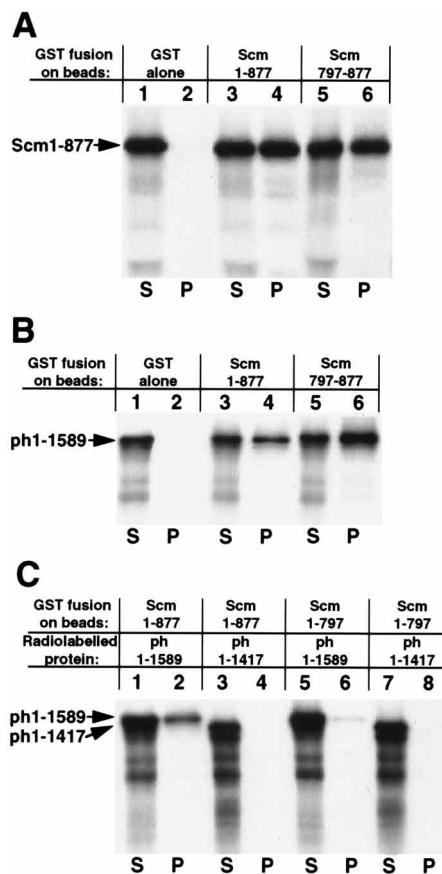 A
GST fusion on beads: GST alone Scm 1-877 Scm 797-877
1 2 3 4 5 6
Scm1-877
S P S P S P
B
GST fusion on beads: GST alone Scm 1-877 Scm 797-877
1 2 3 4 5 6
ph1-1589
S P S P S P
C
GST fusion on beads: Scm 1-877 Scm 1-877 Scm 1-797 Scm 1-797
Radiolabelled protein: ph 1-1589 ph 1-1417 ph 1-1589 ph 1-1417
1 2 3 4 5 6 7 8
ph1-1589
ph1-1417
S P S P S P S P